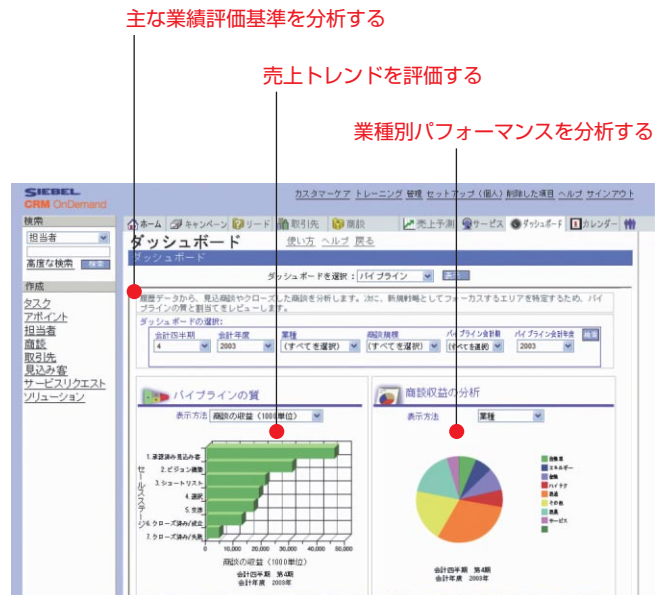 主な業績評価基準を分析する
売上トレンドを評価する
業種別パフォーマンスを分析する
SIEBEL
CRM OnDemand
カスタマーケア トレーニング 管理 セットアップ(個人) 削除した項目 ヘルプ サインアウト
検索
担当者
高度な検索 検索
作成
タスク
アポイント
担当者
商談
取引先
見込み客
サービスリクエスト
ソリューション
ホーム キャンペーン リード 取引先 商談 売上予測 サービス ダッシュボード カレンダー
ダッシュボード 使い方 ヘルプ 戻る
ダッシュボード
ダッシュボードを選択: パイプライン 表示
履歴データから、見込商談やクローズした商談を分析します。次に、新規戦略としてフォーカスするエリアを特定するため、パイ
プラインの質と割当てをレビューします。
ダッシュボードの選択:
会計四半期 会計年度 業種 商談規模 パイプライン会計期 パイプライン会計年度
4 2003 (すべてを選択) (すべてを選択) (すべてを選択) 2003
パイプラインの質
表示方法 商談の収益(1000単位)
セールスステージ
1.承認済み見込み客
2.ビジョン構築
3.ショートリスト
4.選択
5.交渉
6.クローズ済み/成立
7.クローズ済み/失敗
0 10,000 20,000 30,000 40,000 50,000
商談の収益(1000単位)
会計四半期 第4期
会計年度 2003年
商談収益の分析
表示方法 業種
自動車
エネルギー
金融
ハイテク
製造
その他
サービス
会計四半期 第4期
会計年度 2003年